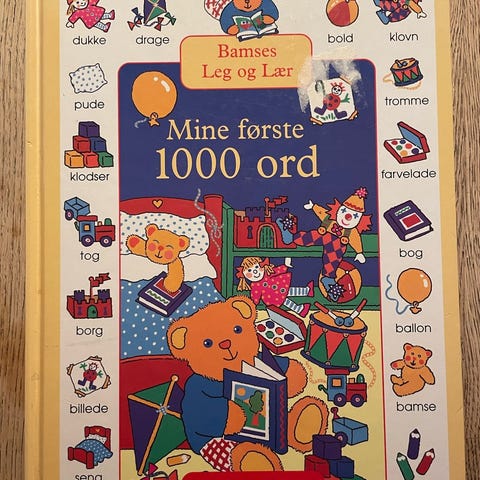 dukke
drage
bold
klovn
Bamses
Leg og Lær
pude
tromme
Mine første
1000 ord
klodser
farvelade
tog
bog
borg
ballon
billede
bamse
seng